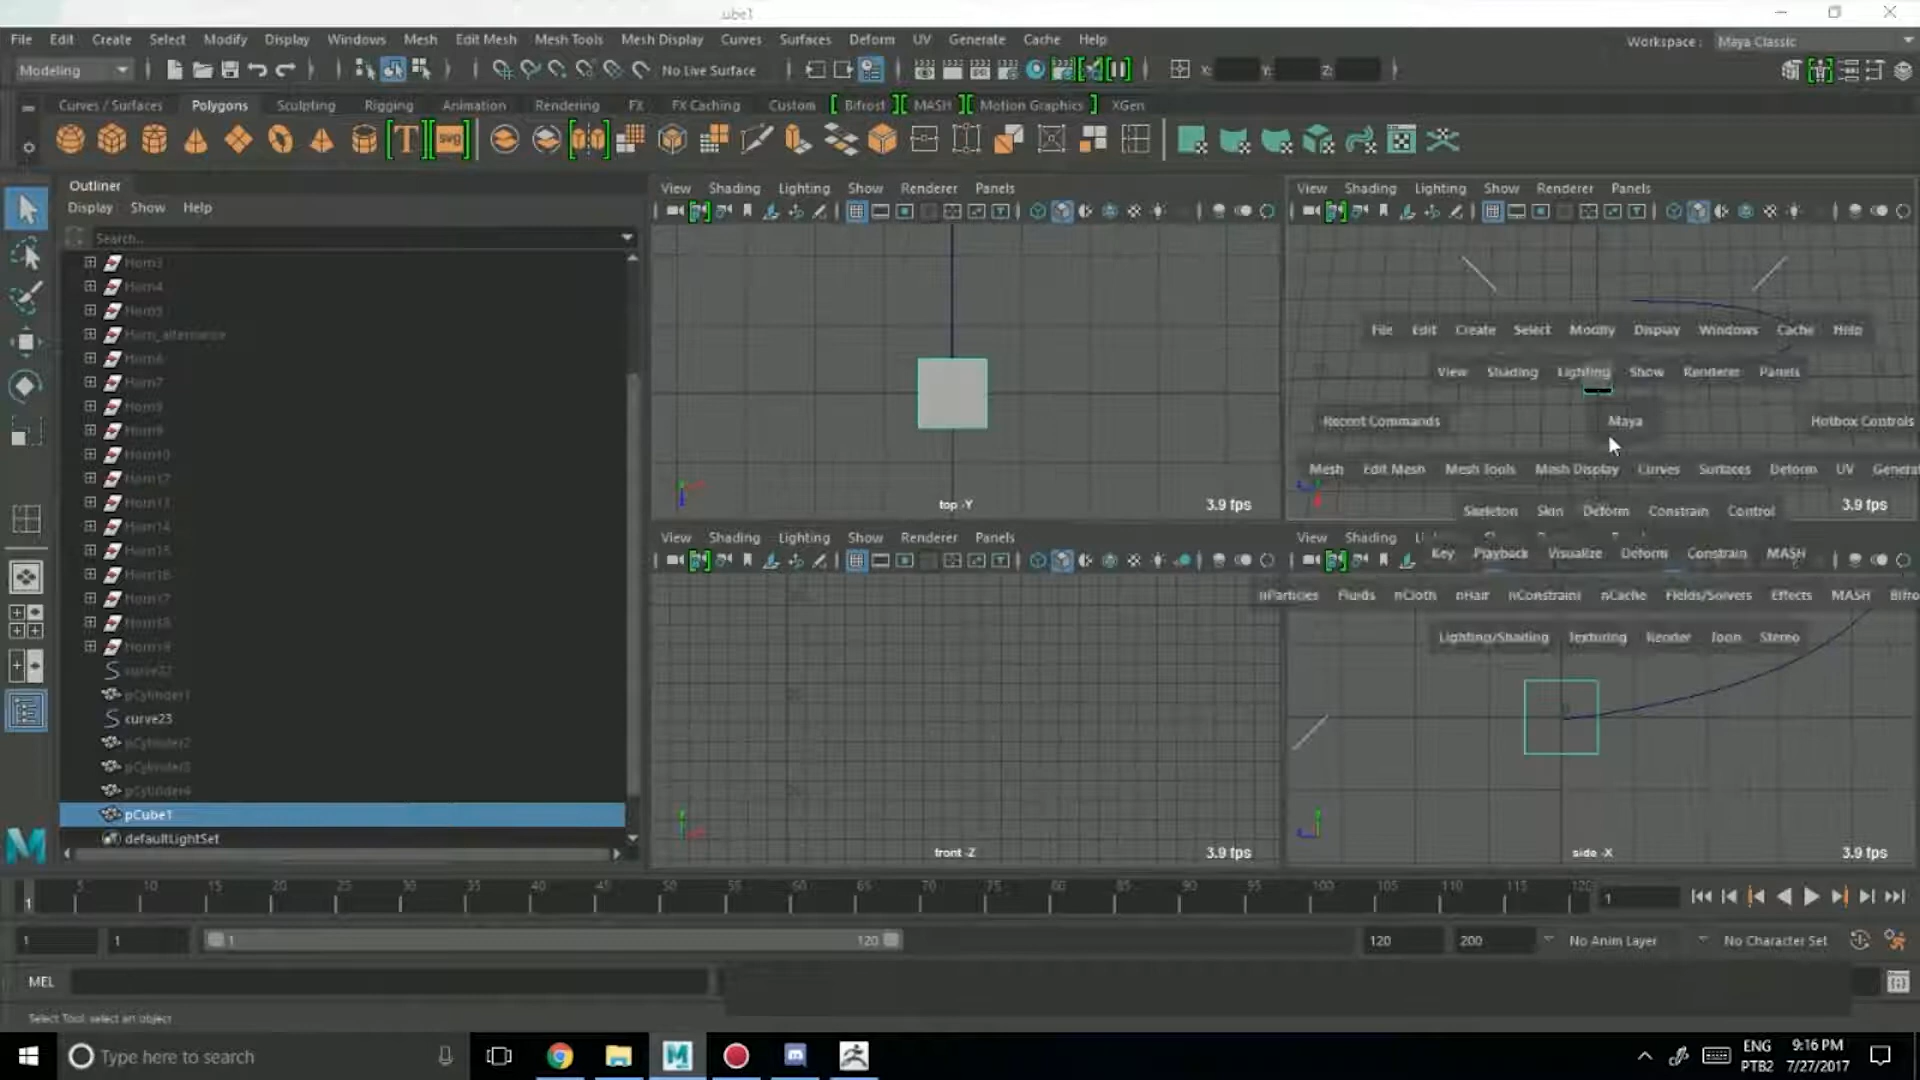 ube1
File Edit Create Select Modify Display Windows Mesh Edit Mesh Mesh Tools Mesh Display Curves Surfaces Deform UV Generate Cache Help
Workspace : Maya Classic
Modeling No Live Surface X: Y: Z:
Curves / Surfaces Polygons Sculpting Rigging Animation Rendering FX FX Caching Custom Bifrost MASH Motion Graphics XGen
T svg
Outliner
Display Show Help
Search...
Horn3
Horn4
Horn5
Horn_alternance
Horn6
Horn7
Horn9
Horn10
Horn13
Horn14
Horn15
Horn16
Horn17
Horn18
Horn19
curve22
pCylinder1
curve23
pCylinder2
pCylinder3
pCylinder4
pCube1
defaultLightSet
View Shading Lighting Show Renderer Panels
top -Y
3.9 fps
View Shading Lighting Show Renderer Panels
File Edit Create Select Modify Display Windows Cache Help
View Shading Lighting Show Renderer Panels
Recent Commands Maya Hotbox Controls
Mesh Edit Mesh Mesh Tools Mesh Display Curves Surfaces Deform UV Generat
3.9 fps
Skeleton Skin Deform Constrain Control
View Shading Lighting Show Renderer Panels
front -Z
3.9 fps
View Shading Li
Key Playback Visualize Deform Constrain MASH
nParticles Fluids nCloth nHair nConstraint nCache Fields/Solvers Effects MASH Bifro
Lighting/Shading Texturing Render Toon Stereo
side -X
3.9 fps
5 10 15 20 25 30 35 40 45 50 55 60 65 70 75 80 85 90 95 100 105 110 115 120
1 1
1 1 1 120 120 200 No Anim Layer No Character Set
MEL
Select Tool: select an object
Type here to search
ENG
PTB2
9:16 PM
7/27/2017